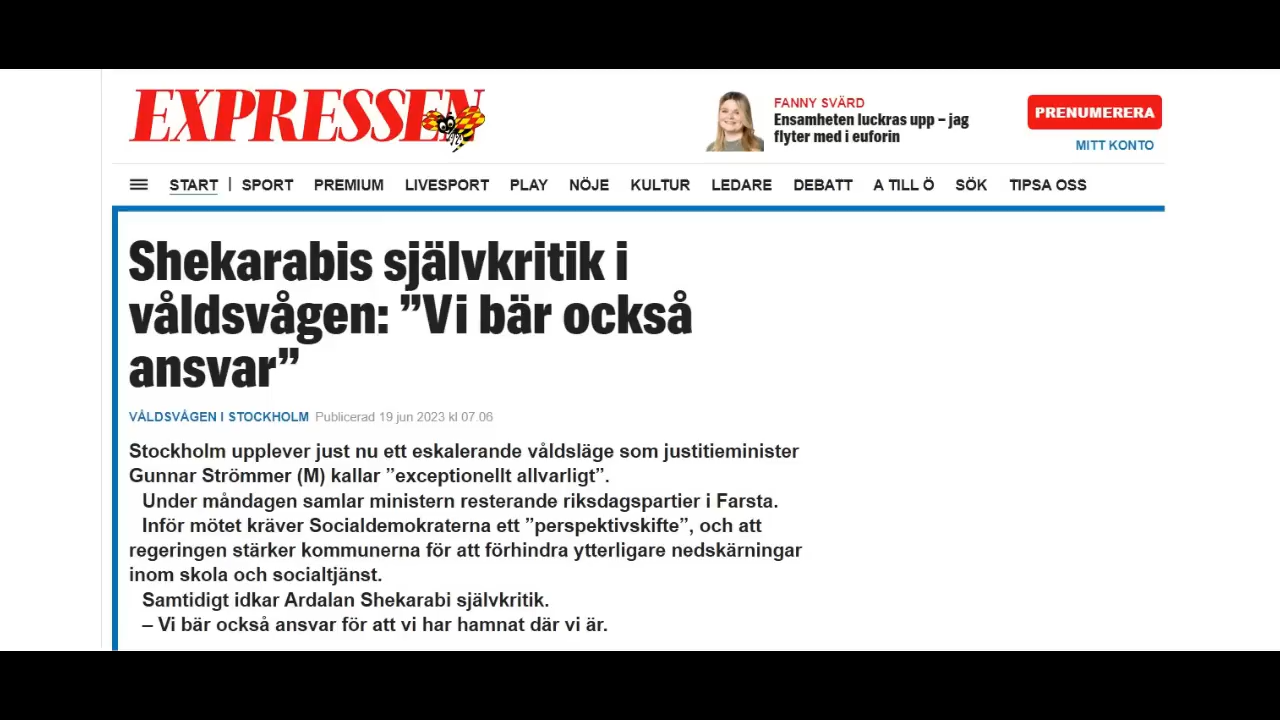 EXPRESSEN
FANNY SVÄRD
Ensamheten luckras upp – jag
flyter med i euforin
PRENUMERERA
MITT KONTO
START | SPORT PREMIUM LIVESPORT PLAY NÖJE KULTUR LEDARE DEBATT A TILL Ö SÖK TIPSA OSS
Shekarabis självkritik i
våldsvågen: ”Vi bär också
ansvar”
VÅLDSVÅGEN I STOCKHOLM Publicerad 19 jun 2023 kl 07.06
Stockholm upplever just nu ett eskalerande våldsläge som justitieminister
Gunnar Strömmer (M) kallar ”exceptionellt allvarligt”.
Under måndagen samlar ministern resterande riksdagspartier i Farsta.
Inför mötet kräver Socialdemokraterna ett ”perspektivskifte”, och att
regeringen stärker kommunerna för att förhindra ytterligare nedskärningar
inom skola och socialtjänst.
Samtidigt idkar Ardalan Shekarabi självkritik.
– Vi bär också ansvar för att vi har hamnat där vi är.